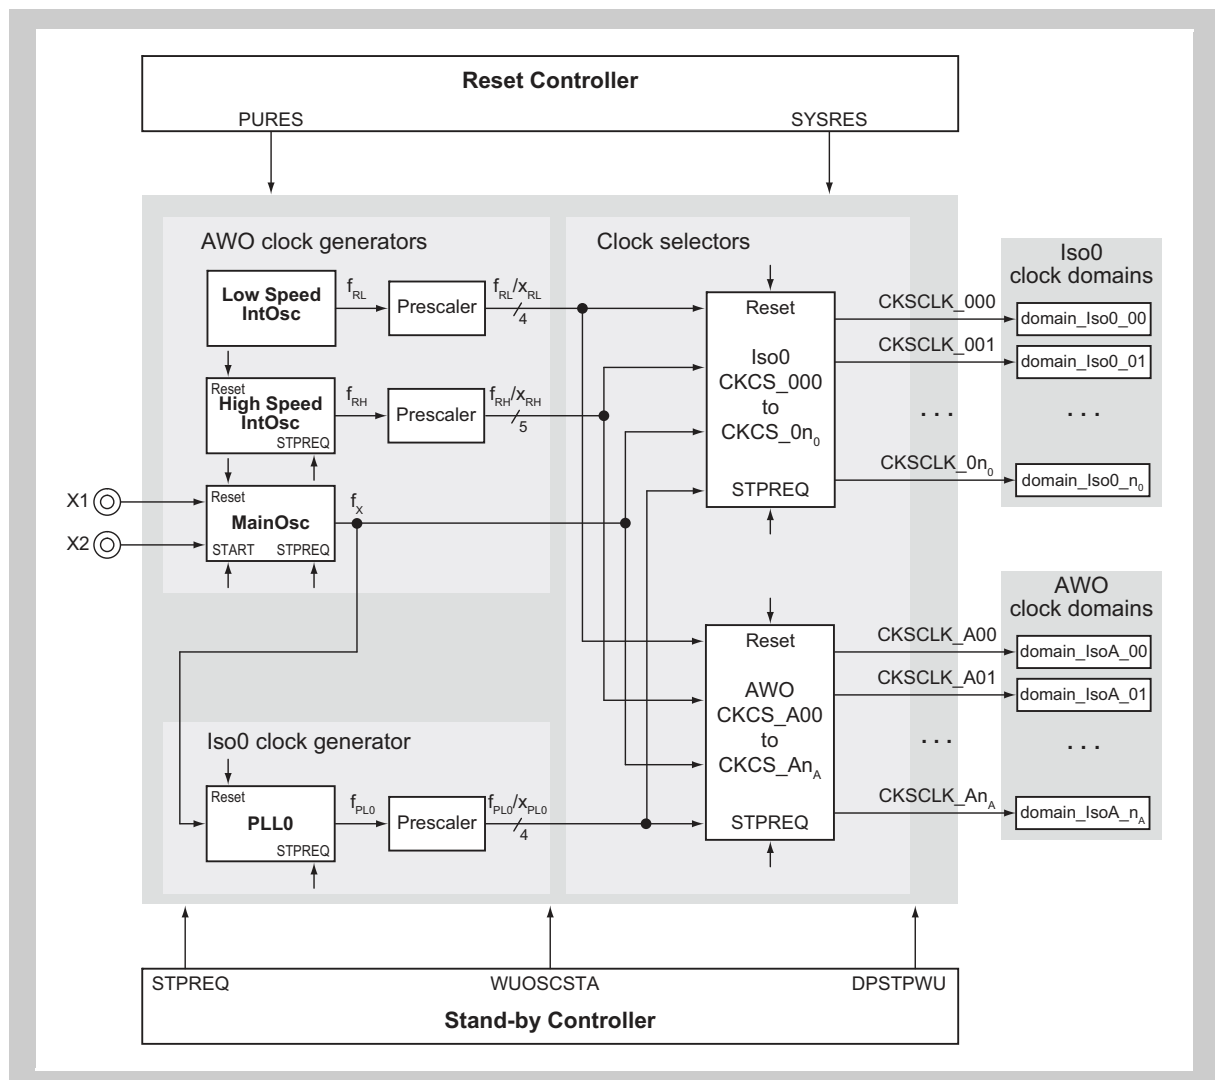 Reset Controller
PURES
SYSRES
AWO clock generators
Low Speed
IntOsc
f_RL
Prescaler
f_RL/x_RL
4
Reset
High Speed
IntOsc
STPREQ
f_RH
Prescaler
f_RH/x_RH
5
X1
X2
Reset
MainOsc
START STPREQ
f_X
Iso0 clock generator
Reset
PLL0
STPREQ
f_PL0
Prescaler
f_PL0/x_PL0
4
Clock selectors
Reset
Iso0
CKCS_000
to
CKCS_0n_0
STPREQ
Reset
AWO
CKCS_A00
to
CKCS_An_A
STPREQ
CKSCLK_000
CKSCLK_001
. . .
CKSCLK_0n_0
CKSCLK_A00
CKSCLK_A01
. . .
CKSCLK_An_A
Iso0
clock domains
domain_Iso0_00
domain_Iso0_01
. . .
domain_Iso0_n_0
AWO
clock domains
domain_IsoA_00
domain_IsoA_01
. . .
domain_IsoA_n_A
STPREQ
WUOSCSTA
DPSTPWU
Stand-by Controller